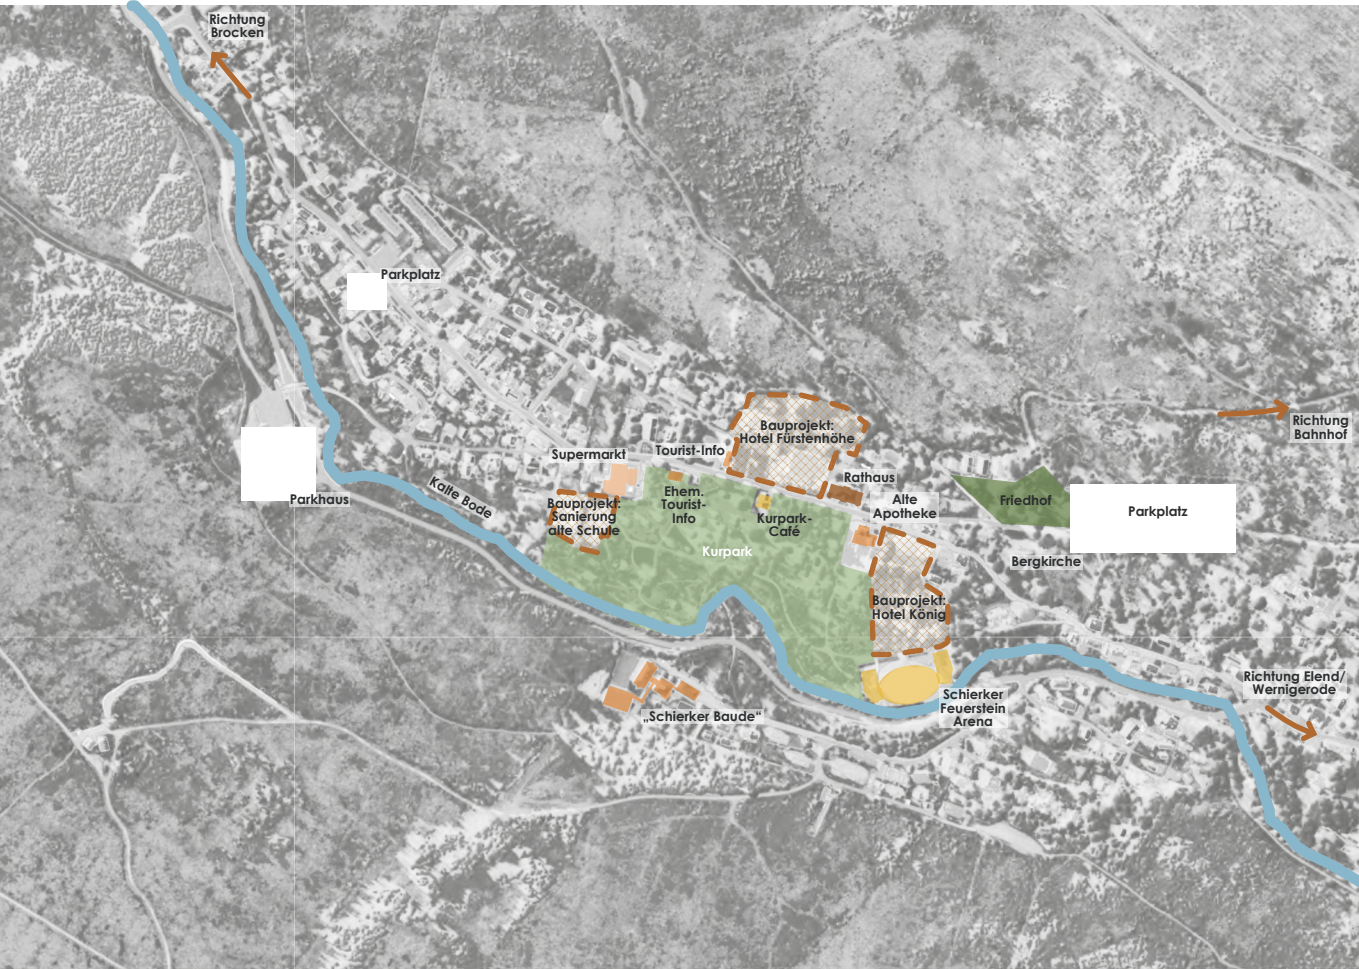 Richtung
Brocken
Parkplatz
Bauprojekt:
Hotel Fürstenhöhe
Richtung
Bahnhof
Supermarkt
Tourist-Info
Rathaus
Parkhaus
Kalte Bode
Bauprojekt:
Sanierung
alte Schule
Ehem.
Tourist-
Info
Kurpark-
Café
Alte
Apotheke
Friedhof
Parkplatz
Kurpark
Bergkirche
Bauprojekt:
Hotel König
„Schierker Baude“
Schierker
Feuerstein
Arena
Richtung Elend/
Wernigerode